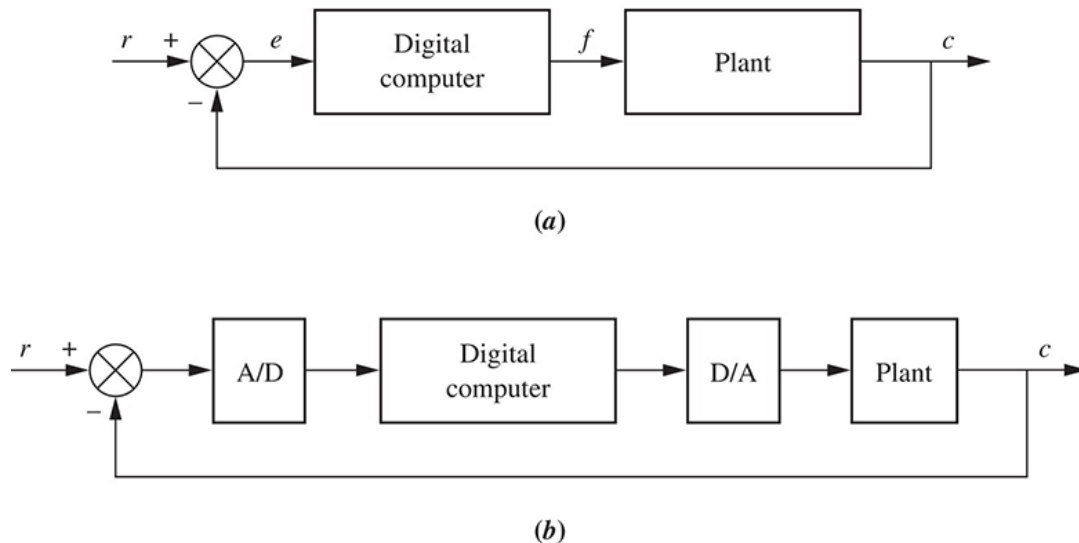 r + e Digital computer f Plant c
−
(a)
r + A/D Digital computer D/A Plant c
−
(b)